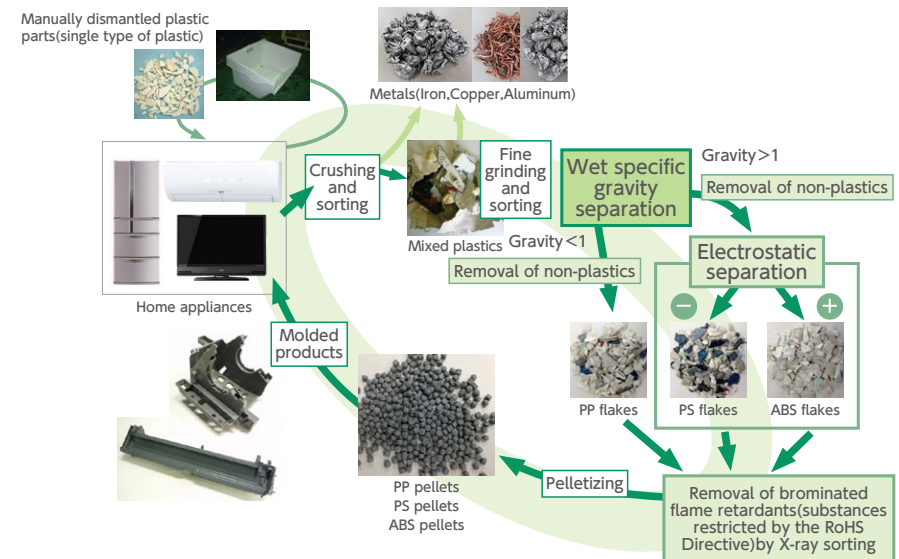 Manually dismantled plastic
parts(single type of plastic)
Metals(Iron,Copper,Aluminum)
Crushing
and
sorting
Mixed plastics
Fine
grinding
and
sorting
Wet specific
gravity
separation
Gravity>1
Removal of non-plastics
Gravity<1
Removal of non-plastics
Electrostatic
separation
−
+
Home appliances
Molded
products
PP flakes
PS flakes
ABS flakes
PP pellets
PS pellets
ABS pellets
Pelletizing
Removal of brominated
flame retardants(substances
restricted by the RoHS
Directive)by X-ray sorting